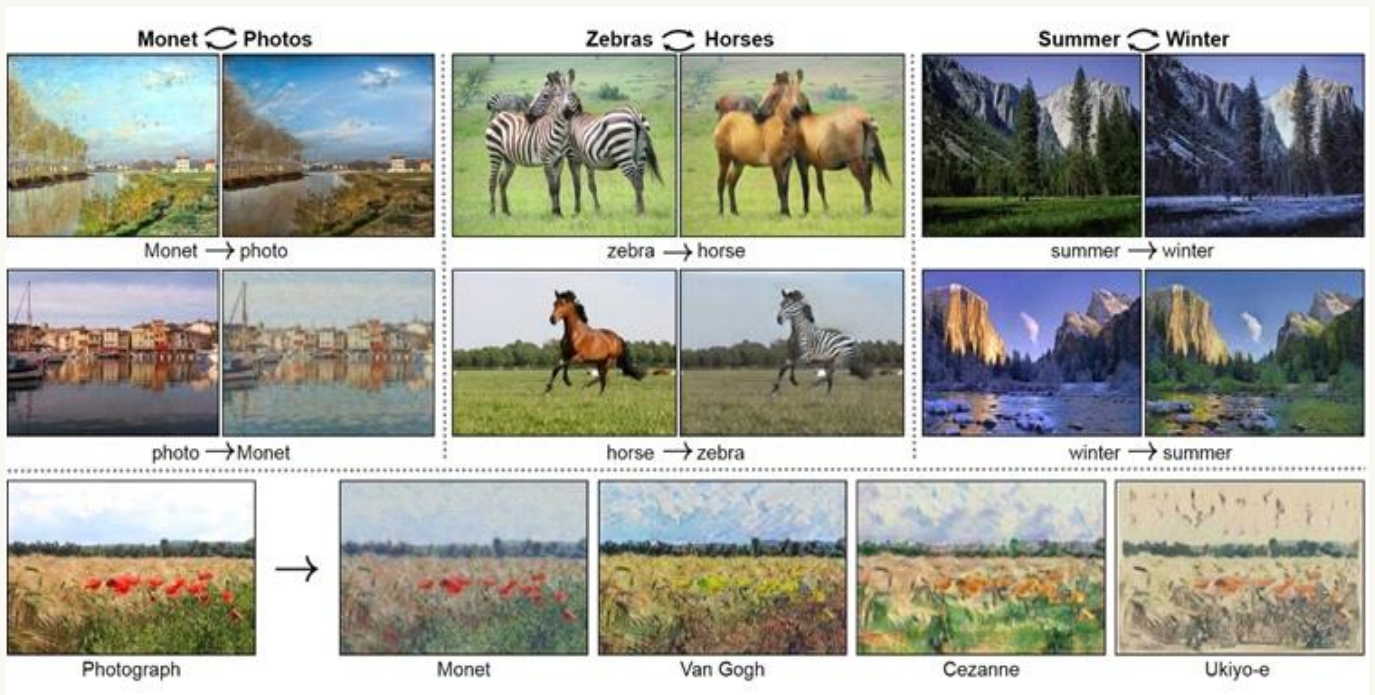 Monet ⟳ Photos
Zebras ⟳ Horses
Summer ⟳ Winter
Monet → photo
zebra → horse
summer → winter
photo → Monet
horse → zebra
winter → summer
Photograph
Monet
Van Gogh
Cezanne
Ukiyo-e